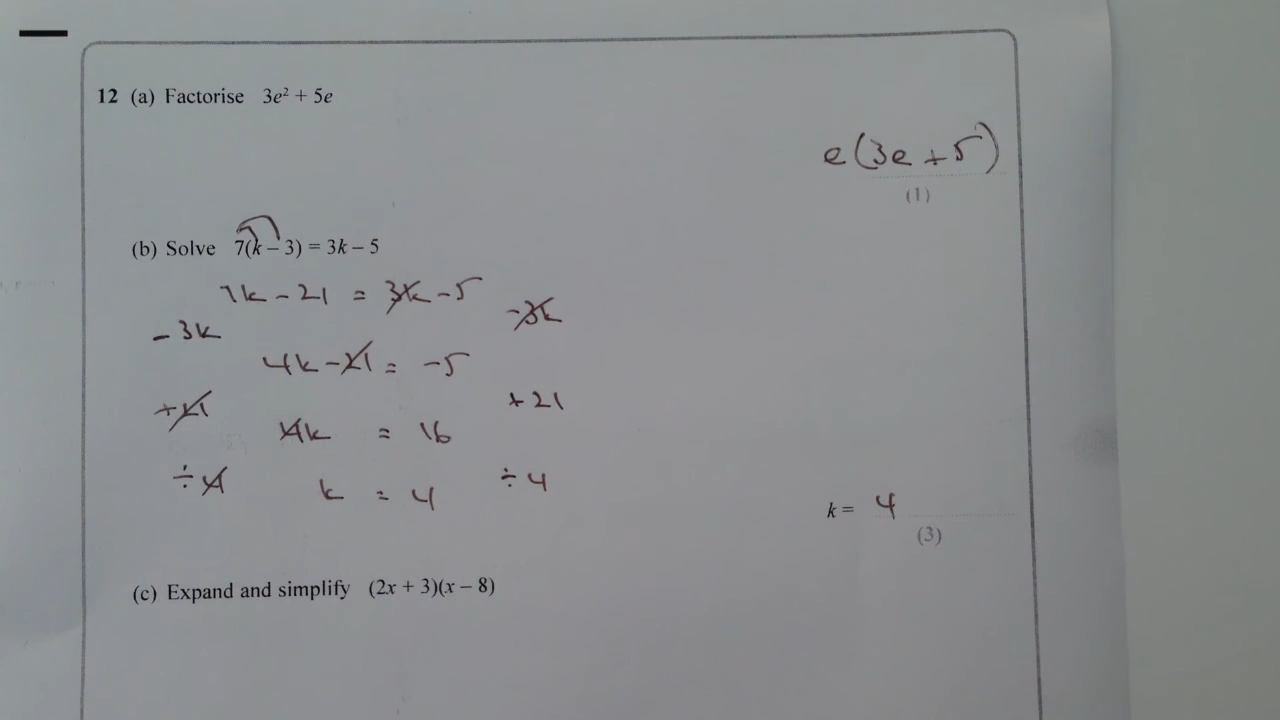 12 (a) Factorise 3e² + 5e
e(3e + 5)
(1)
(b) Solve 7(k – 3) = 3k – 5
7k - 21 = 3k - 5
- 3k - 3k
4k - 21 = -5
+21 +21
4k = 16
÷4 ÷4
k = 4
k = 4
(3)
(c) Expand and simplify (2x + 3)(x – 8)